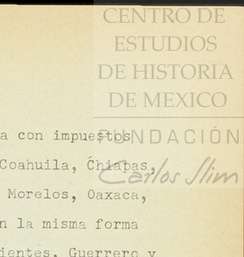 CENTRO DE
ESTUDIOS
DE HISTORIA
DE MEXICO
FUNDACIÓN
Carlos Slim
a con impuestos
Coahuila, Chiapas,
Morelos, Oaxaca,
n la misma forma
ientes, Guerrero y